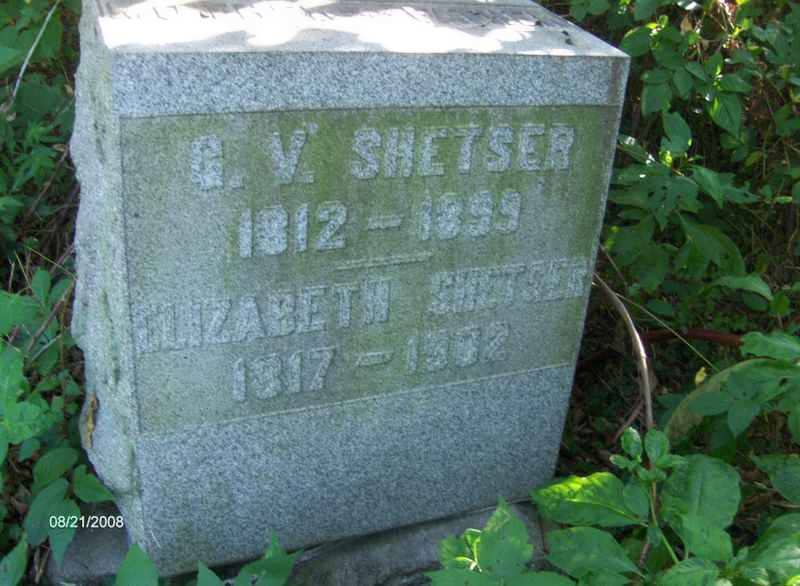 G. V. SHETSER
1812 – 1899
ELIZABETH SHETSER
1817 – 1902
08/21/2008